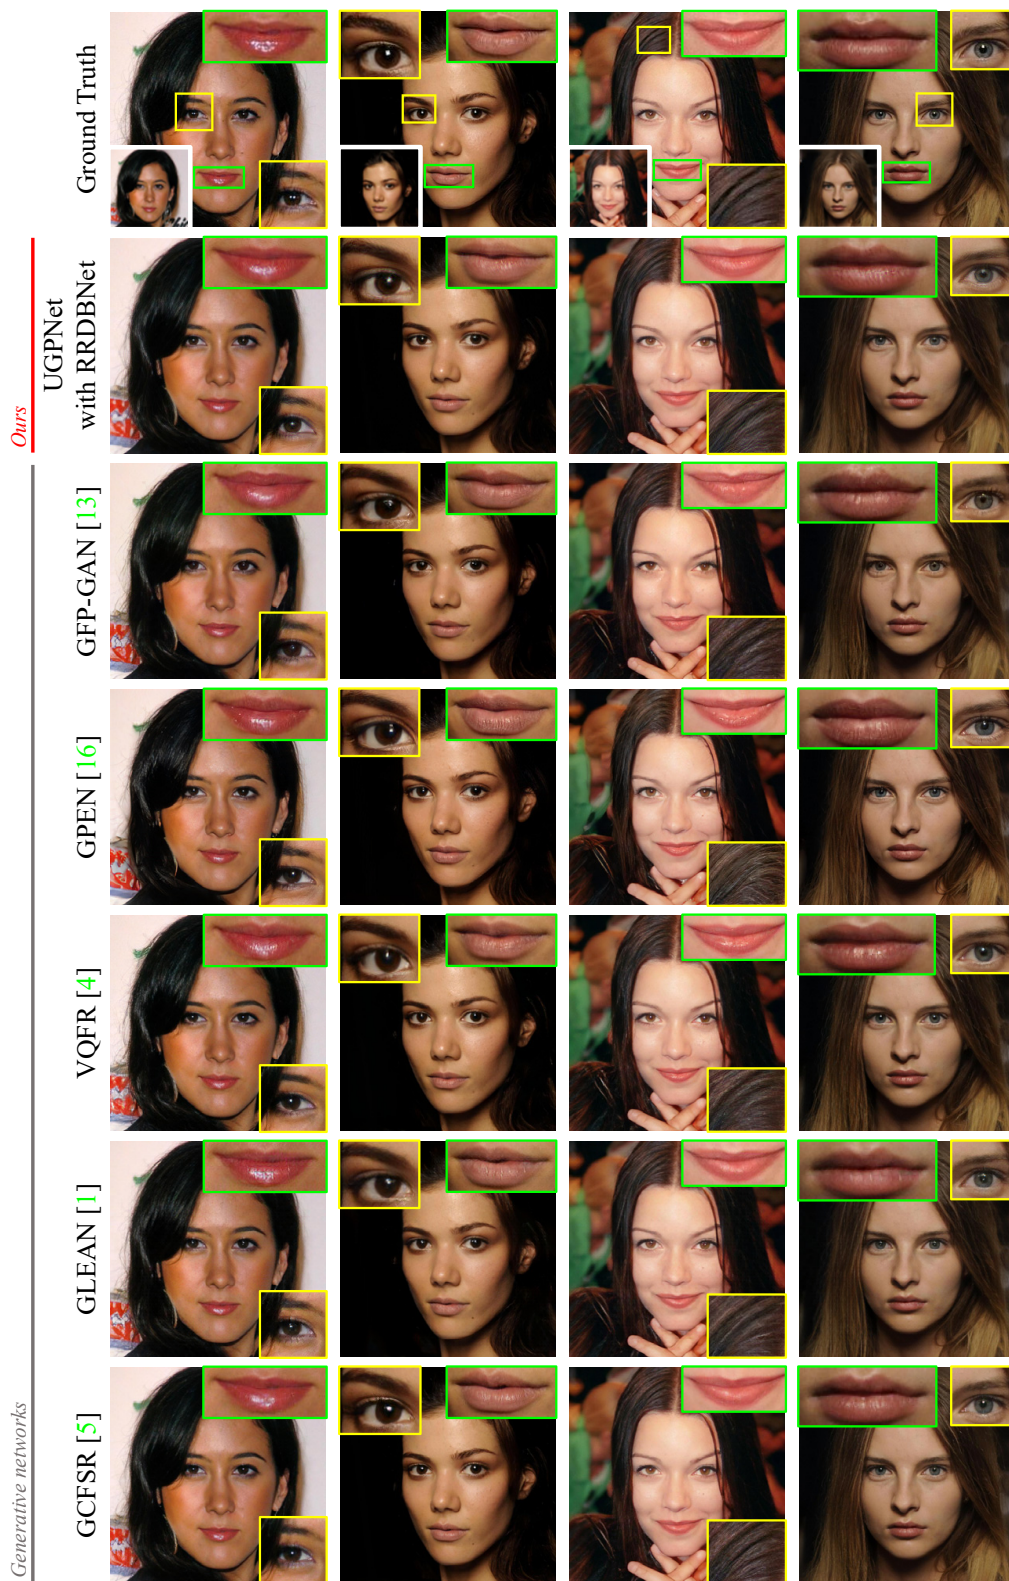 Ground Truth
Ours
UGPNet
with RRDBNet
GFP-GAN [13]
GPEN [16]
VQFR [4]
GLEAN [1]
GCFSR [5]
Generative networks